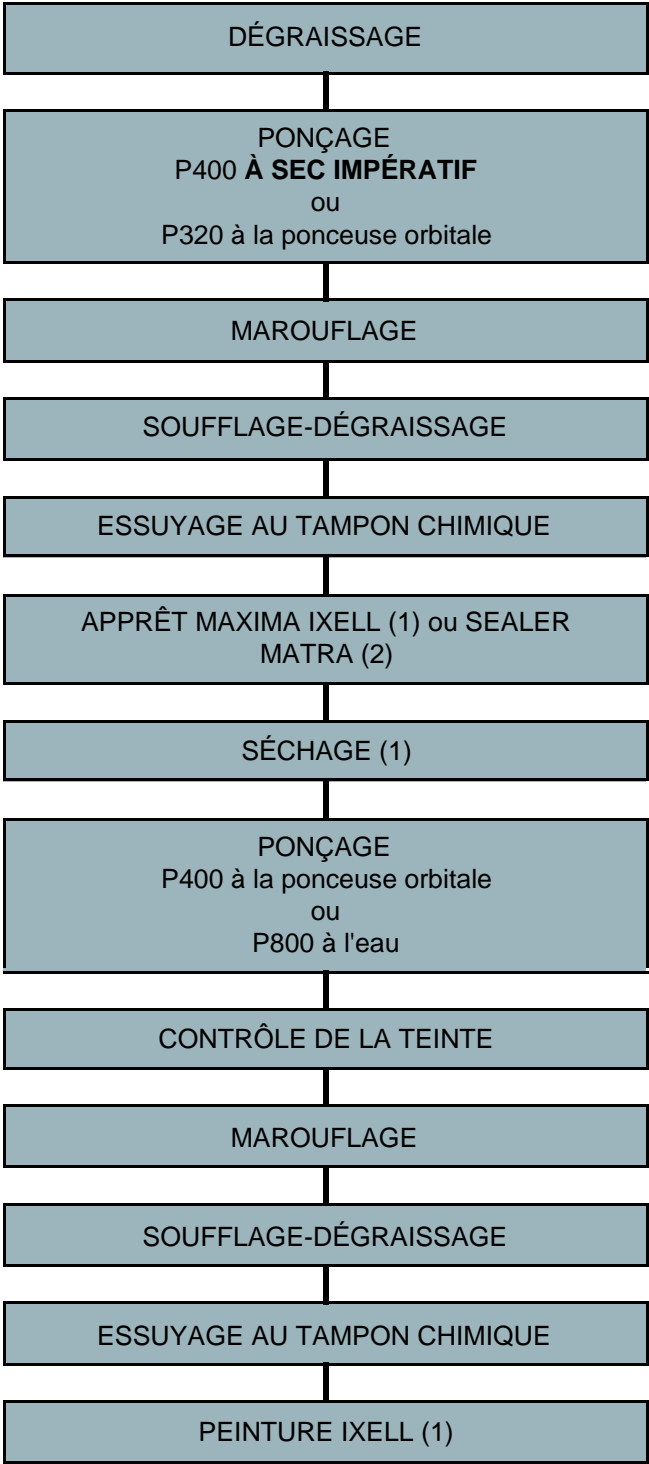 DÉGRAISSAGE
PONÇAGE
P400 À SEC IMPÉRATIF
ou
P320 à la ponceuse orbitale
MAROUFLAGE
SOUFFLAGE-DÉGRAISSAGE
ESSUYAGE AU TAMPON CHIMIQUE
APPRÊT MAXIMA IXELL (1) ou SEALER
MATRA (2)
SÉCHAGE (1)
PONÇAGE
P400 à la ponceuse orbitale
ou
P800 à l'eau
CONTRÔLE DE LA TEINTE
MAROUFLAGE
SOUFFLAGE-DÉGRAISSAGE
ESSUYAGE AU TAMPON CHIMIQUE
PEINTURE IXELL (1)